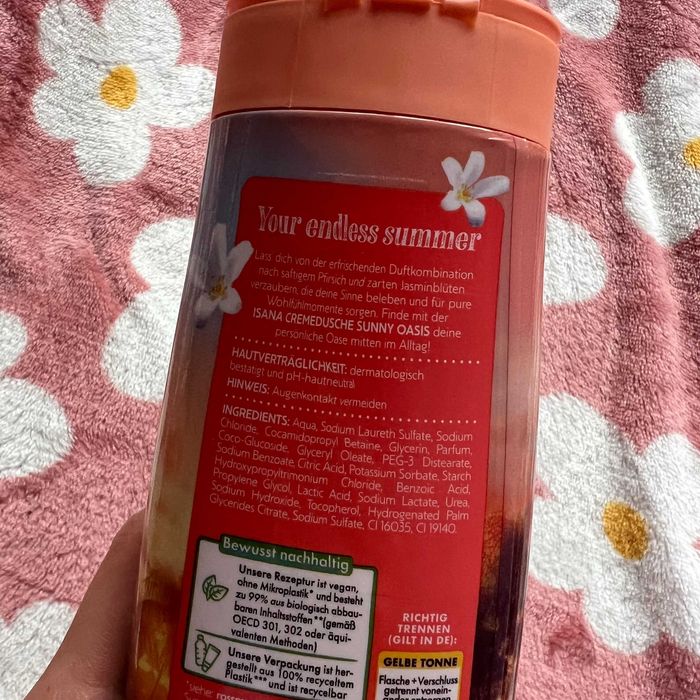 Your endless summer
Lass dich von der erfrischenden Duftkombination
nach saftigem Pfirsich und zarten Jasminblüten
verzaubern, die deine Sinne beleben und für pure
Wohlfühlmomente sorgen. Finde mit der
ISANA CREMEDUSCHE SUNNY OASIS deine
persönliche Oase mitten im Alltag!
HAUTVERTRÄGLICHKEIT: dermatologisch
bestätigt und pH-hautneutral
HINWEIS: Augenkontakt vermeiden
INGREDIENTS: Aqua, Sodium Laureth Sulfate, Sodium
Chloride, Cocamidopropyl Betaine, Glycerin, Parfum,
Coco-Glucoside, Glyceryl Oleate, PEG-3 Distearate,
Sodium Benzoate, Citric Acid, Potassium Sorbate, Starch
Hydroxypropyltrimonium Chloride, Benzoic Acid,
Propylene Glycol, Lactic Acid, Sodium Lactate, Urea,
Sodium Hydroxide, Tocopherol, Hydrogenated Palm
Glycerides Citrate, Sodium Sulfate, CI 16035, CI 19140.
Bewusst nachhaltig
Unsere Rezeptur ist vegan,
ohne Mikroplastik* und besteht
zu 99% aus biologisch abbau-
baren Inhaltsstoffen**(gemäß
OECD 301, 302 oder äqui-
valenten Methoden)
Unsere Verpackung ist her-
gestellt aus 100% recyceltem
Plastik*** und ist recycelbar
*siehe:
RICHTIG
TRENNEN
(GILT IN DE):
GELBE TONNE
Flasche + Verschluss
getrennt vonein-
ander entsorgen